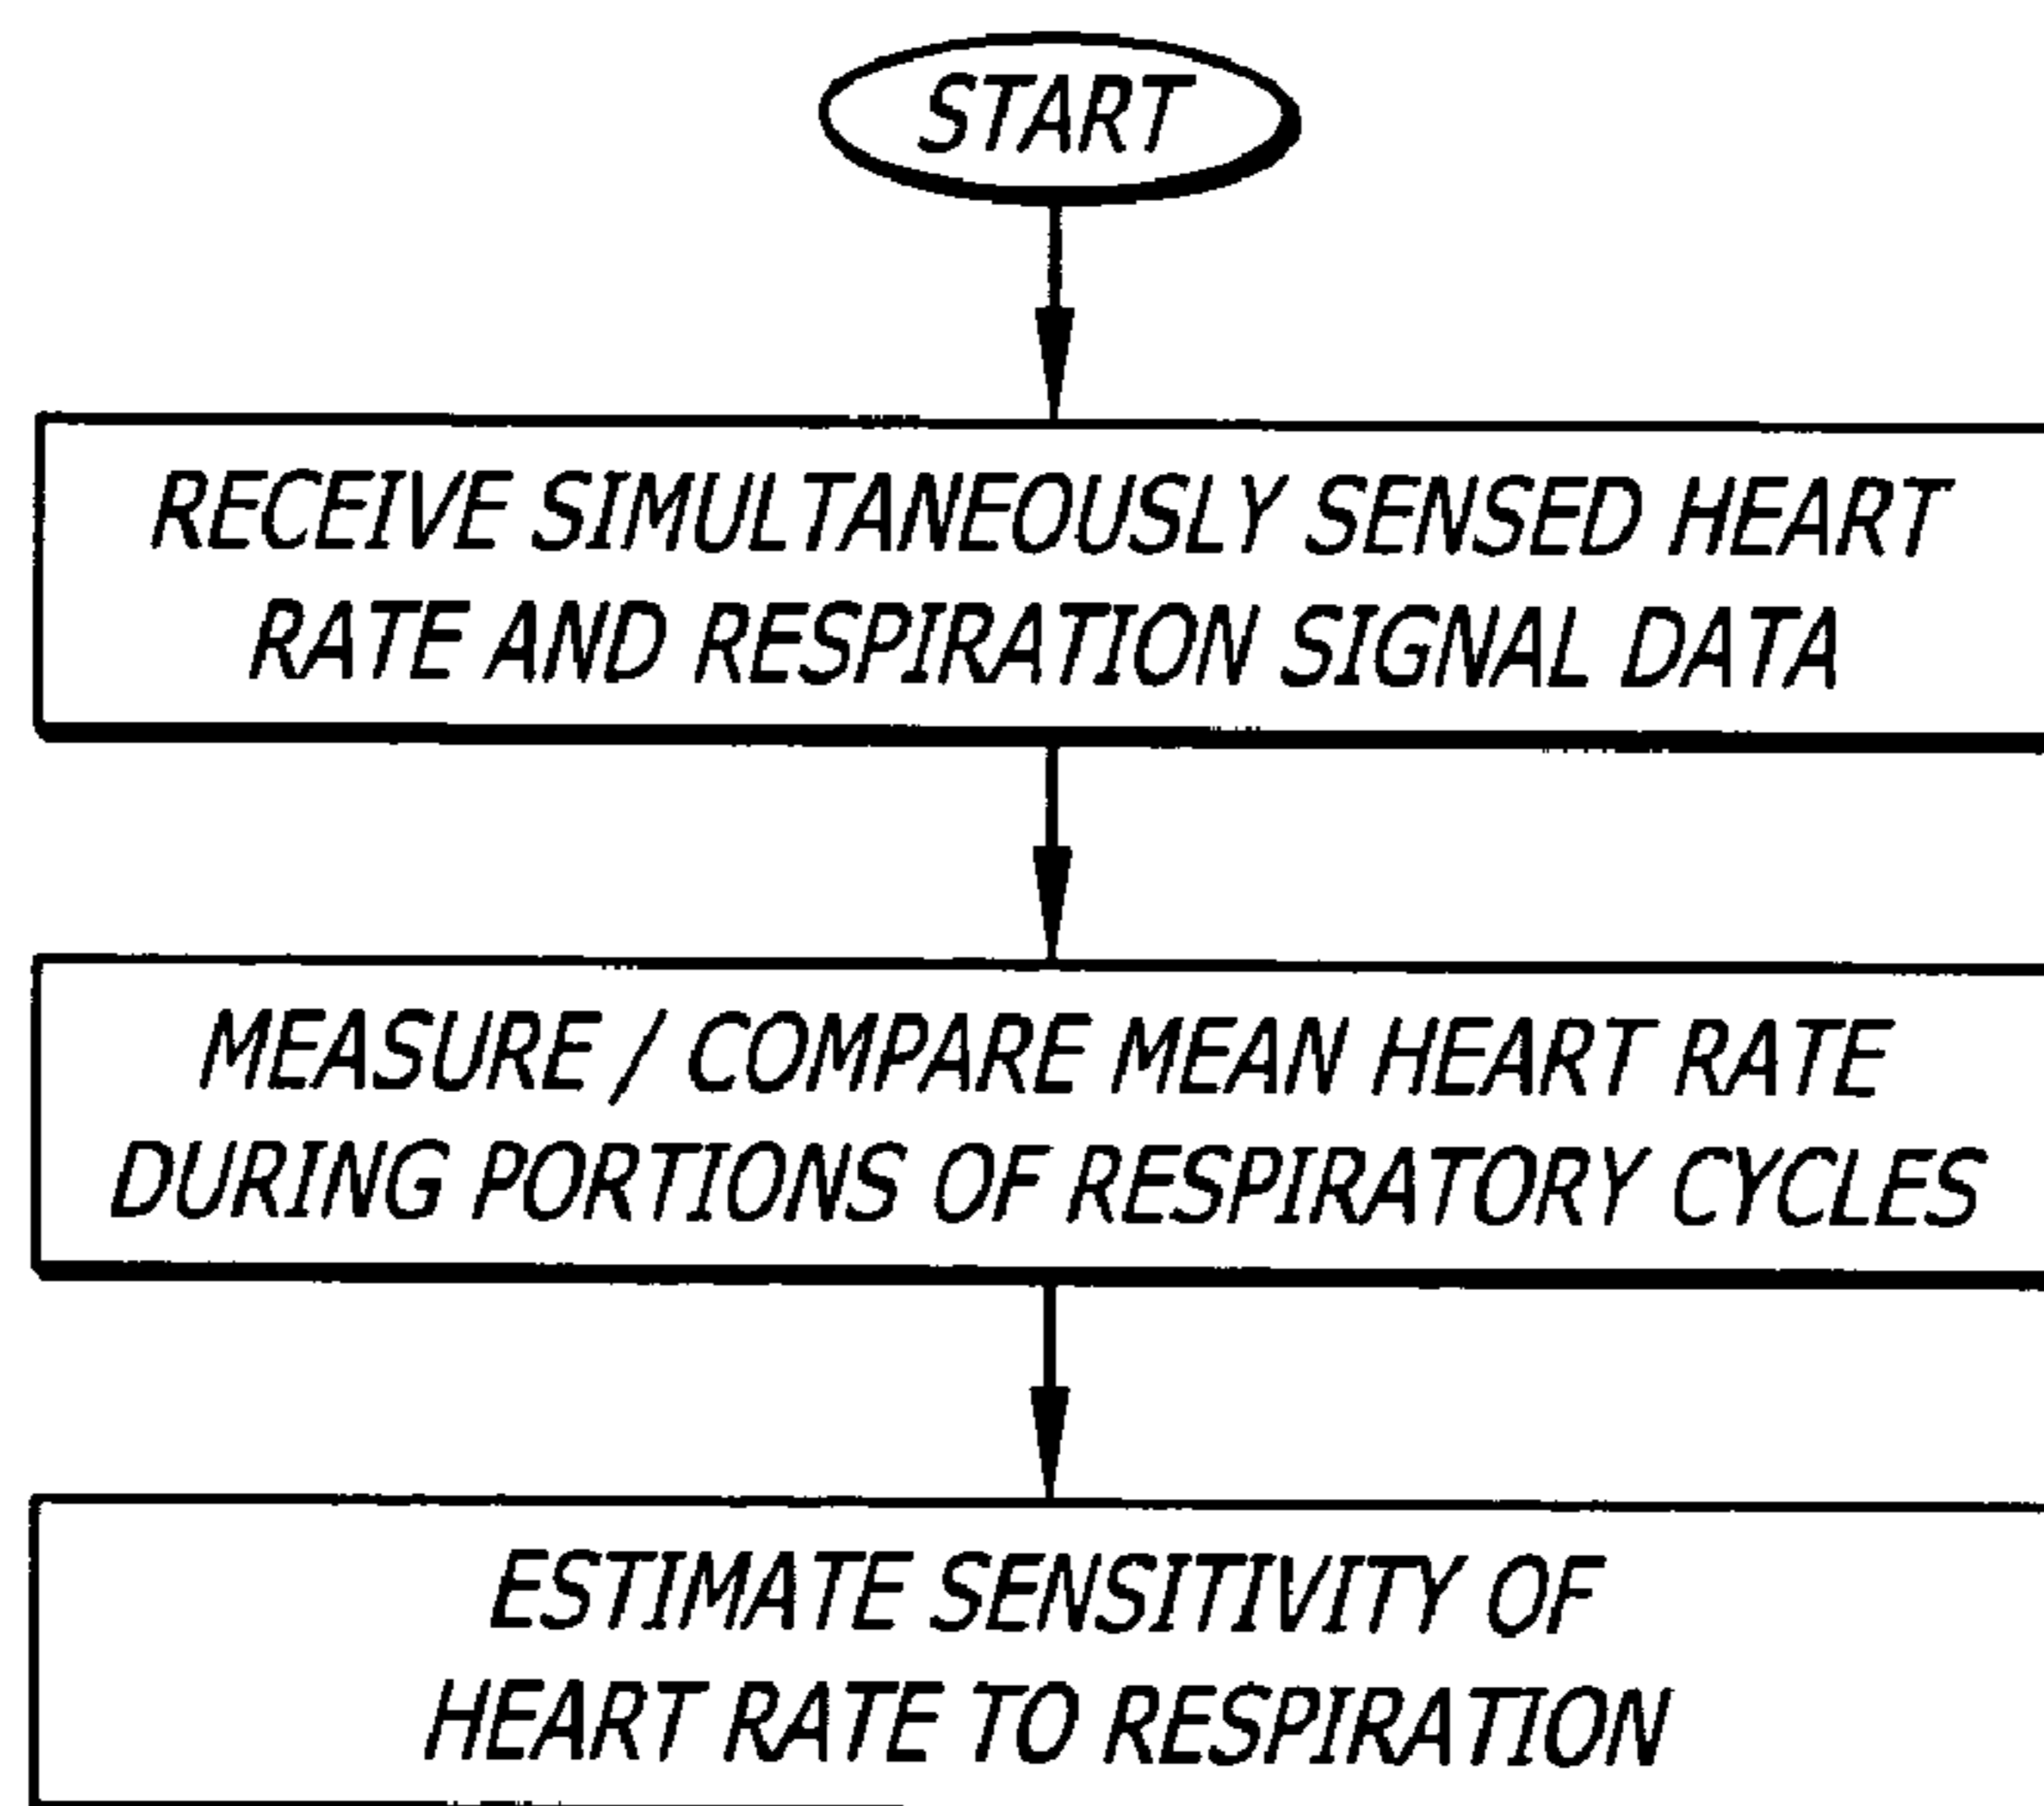 START
RECEIVE SIMULTANEOUSLY SENSED HEART
RATE AND RESPIRATION SIGNAL DATA
MEASURE / COMPARE MEAN HEART RATE
DURING PORTIONS OF RESPIRATORY CYCLES
ESTIMATE SENSITIVITY OF
HEART RATE TO RESPIRATION